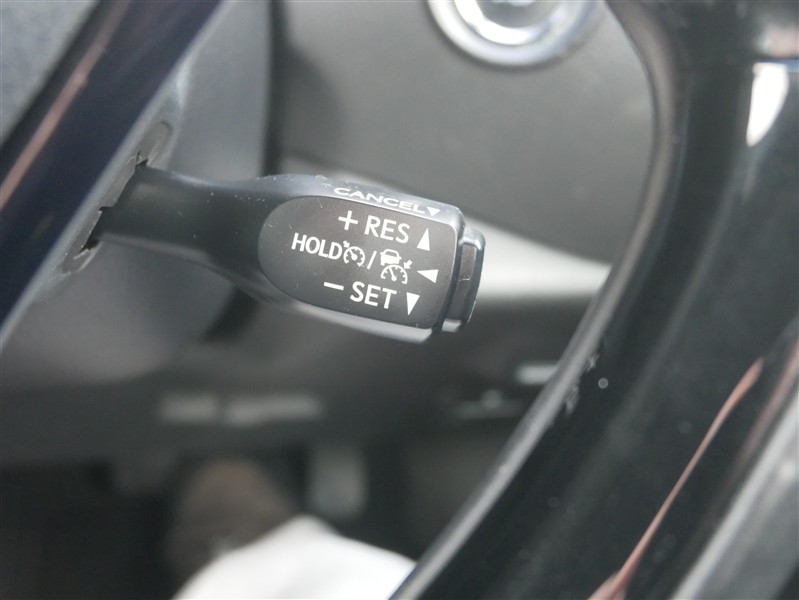 CANCEL▼
+ RES ▲
HOLD / ◀
− SET ▼